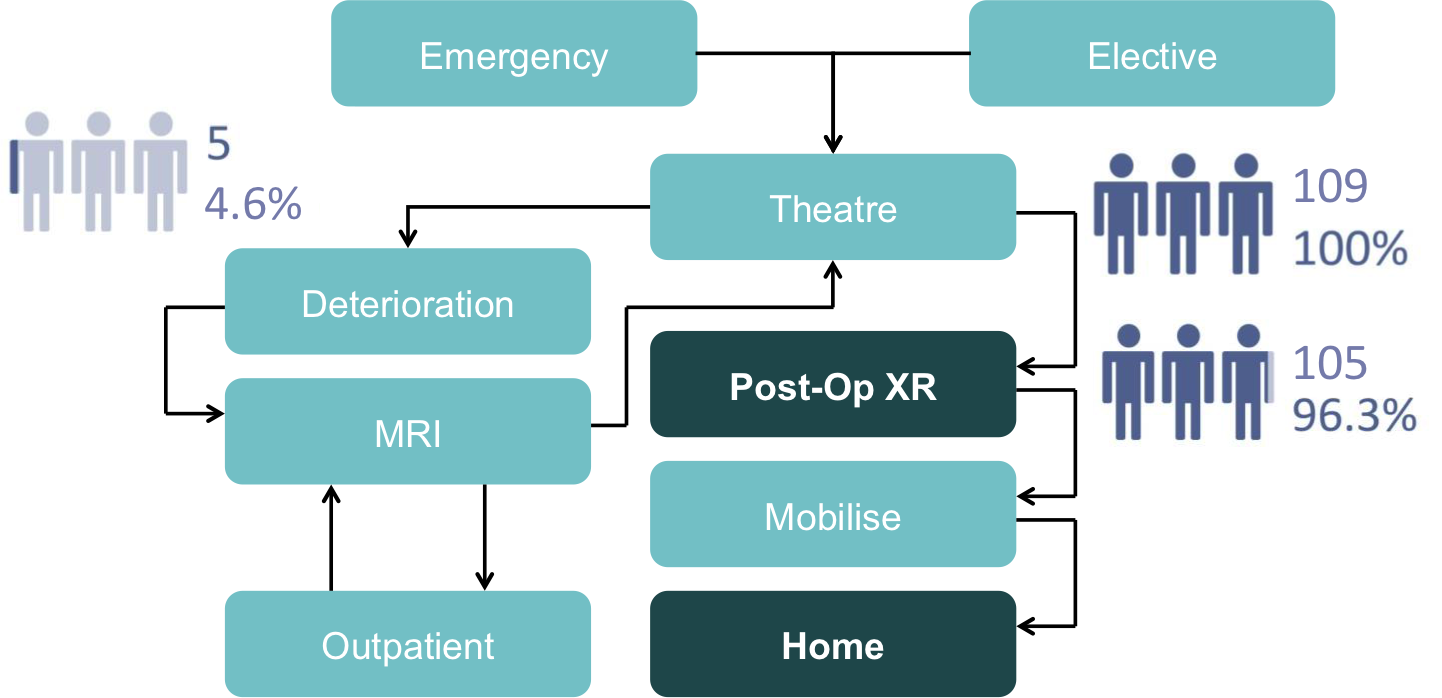 Emergency
Elective
5
4.6%
Theatre
109
100%
Deterioration
Post-Op XR
105
96.3%
MRI
Mobilise
Outpatient
Home